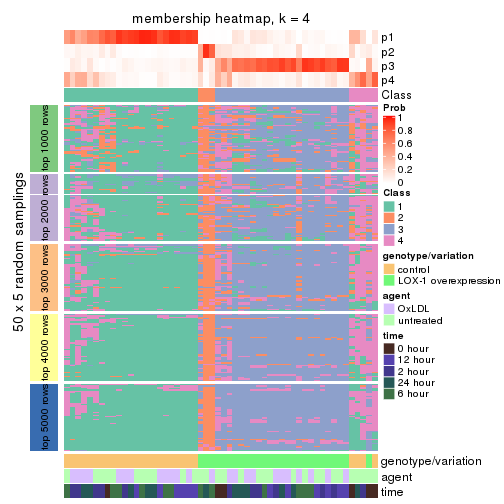 membership heatmap, k = 4
p1
p2
p3
p4
Class
50 x 5 random samplings
top 1000 rows
top 2000 rows
top 3000 rows
top 4000 rows
top 5000 rows
genotype/variation
agent
time
Prob
1
0.8
0.6
0.4
0.2
0
Class
1
2
3
4
genotype/variation
control
LOX-1 overexpression
agent
OxLDL
untreated
time
0 hour
12 hour
2 hour
24 hour
6 hour